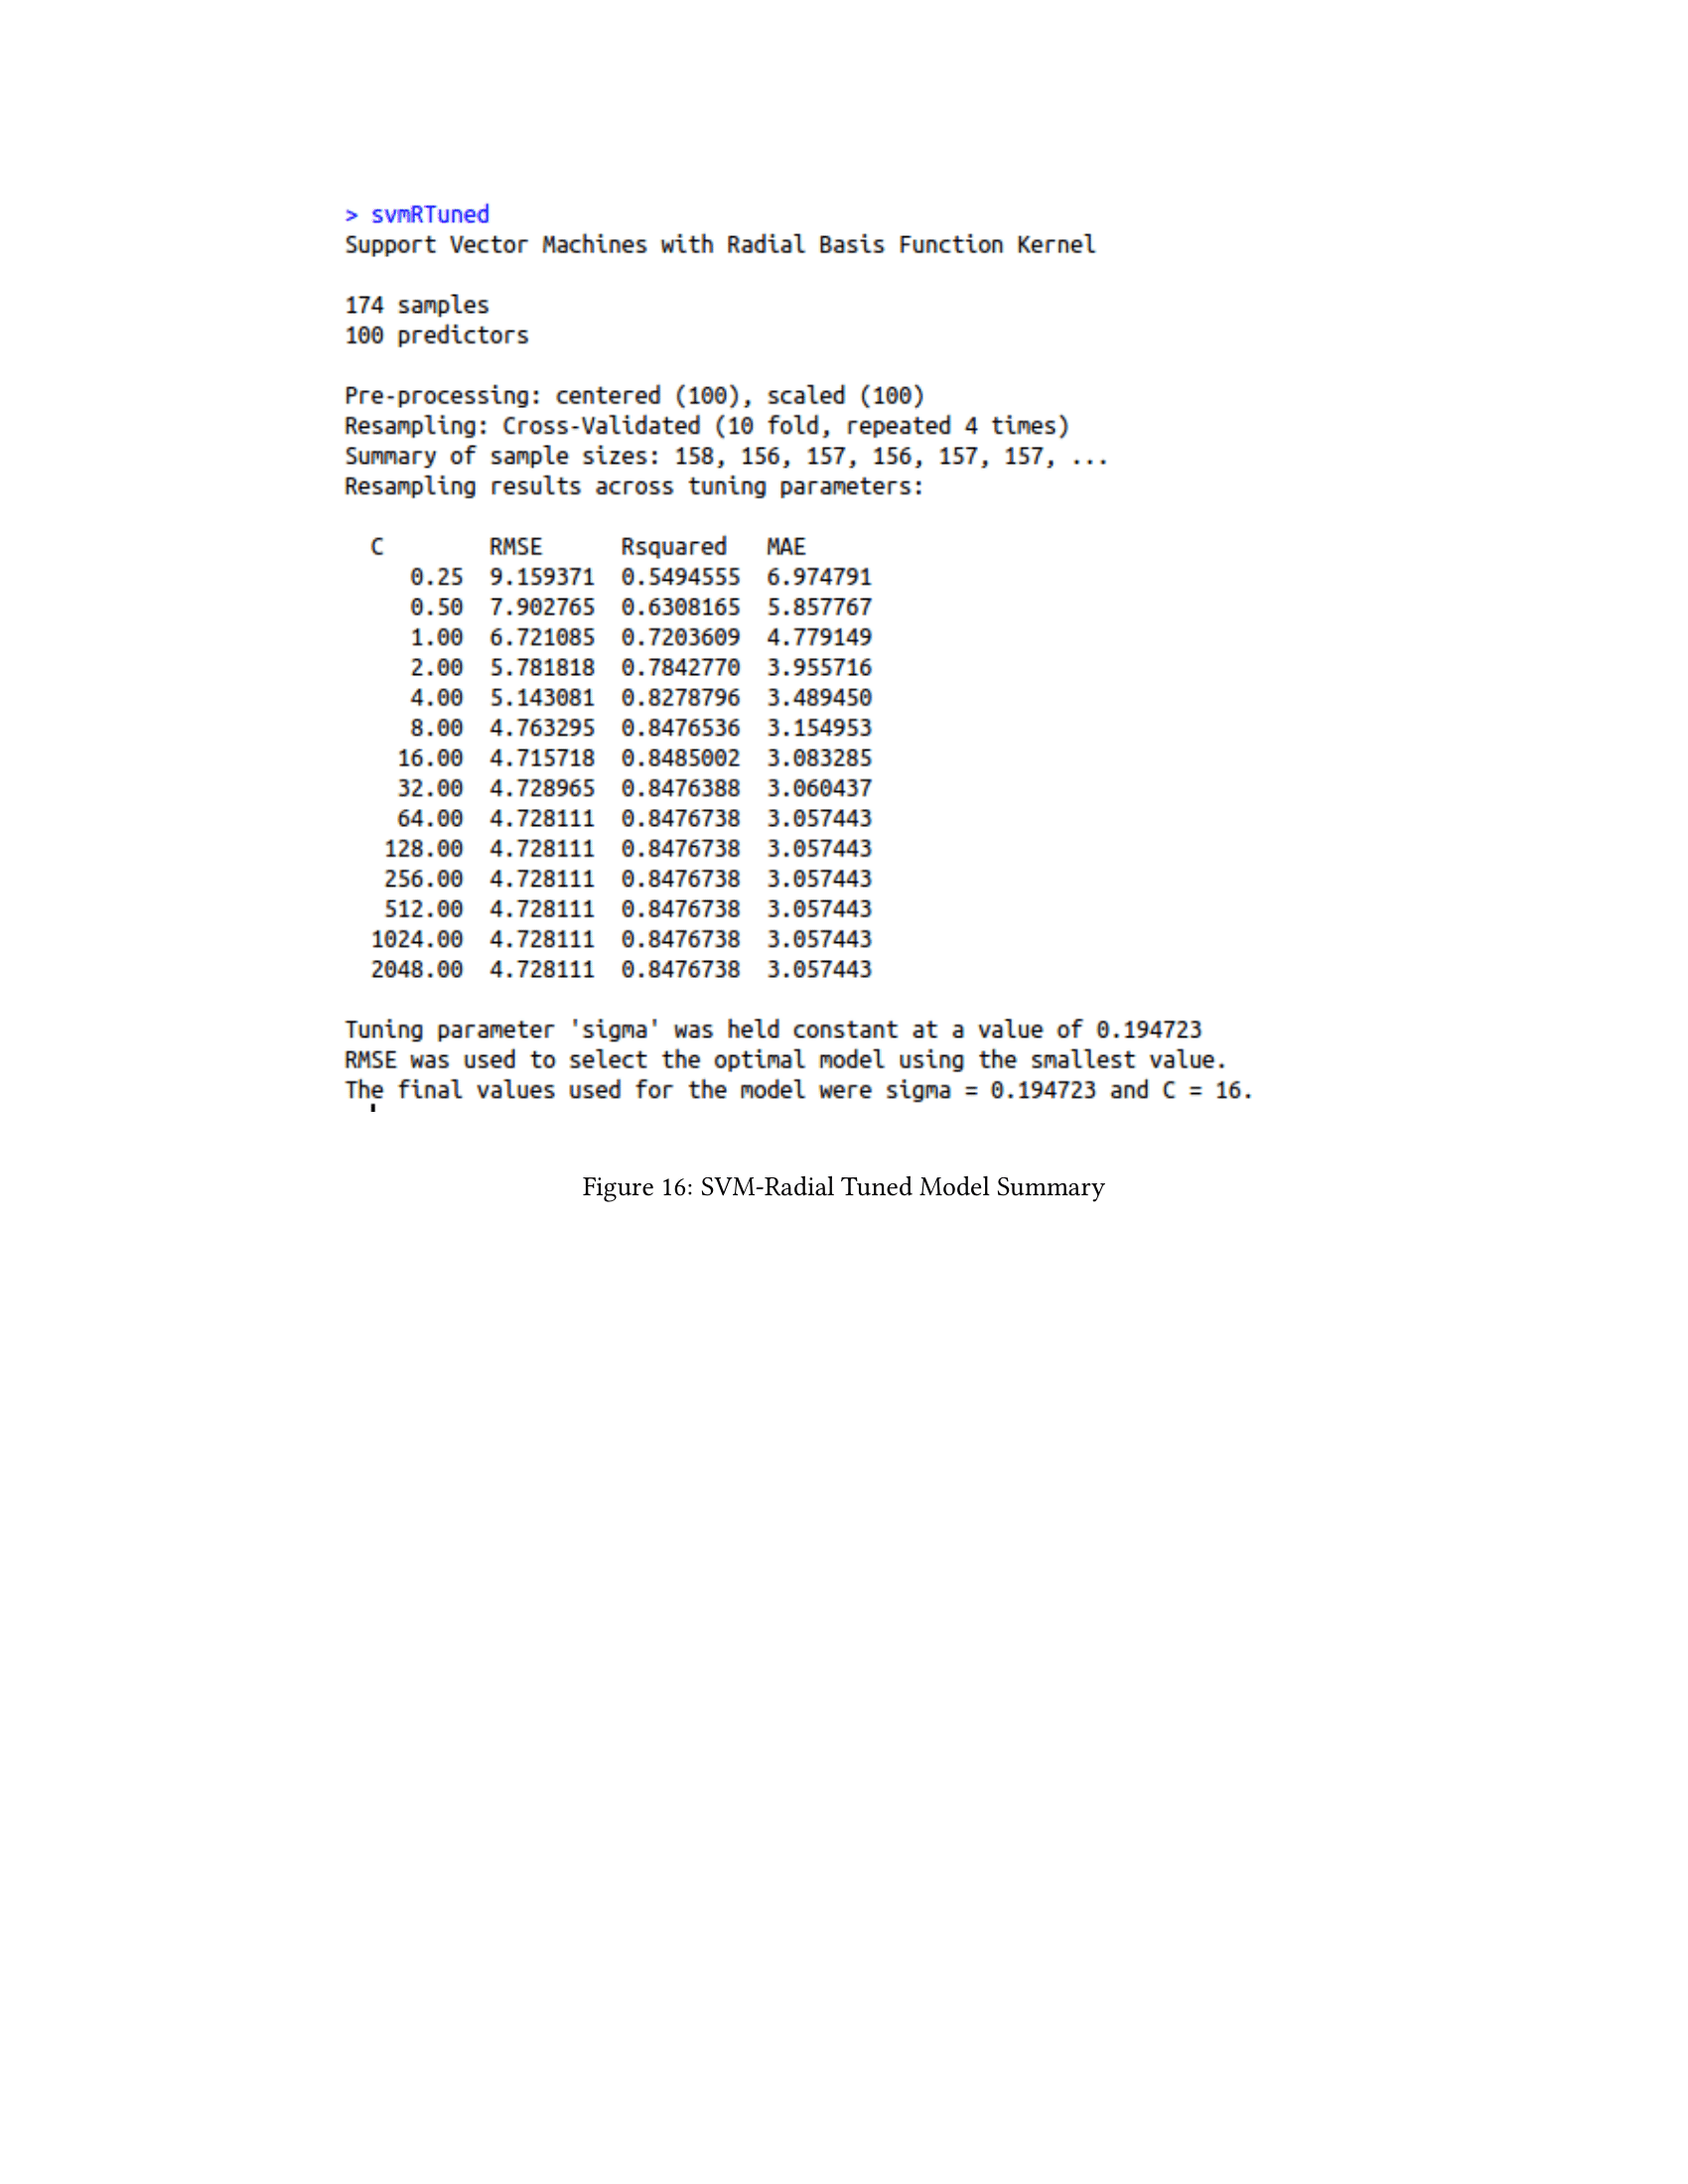 > svmRTuned
Support Vector Machines with Radial Basis Function Kernel
174 samples
100 predictors
Pre-processing: centered (100), scaled (100)
Resampling: Cross-Validated (10 fold, repeated 4 times)
Summary of sample sizes: 158, 156, 157, 156, 157, 157, ...
Resampling results across tuning parameters:
C RMSE Rsquared MAE
0.25 9.159371 0.5494555 6.974791
0.50 7.902765 0.6308165 5.857767
1.00 6.721085 0.7203609 4.779149
2.00 5.781818 0.7842770 3.955716
4.00 5.143081 0.8278796 3.489450
8.00 4.763295 0.8476536 3.154953
16.00 4.715718 0.8485002 3.083285
32.00 4.728965 0.8476388 3.060437
64.00 4.728111 0.8476738 3.057443
128.00 4.728111 0.8476738 3.057443
256.00 4.728111 0.8476738 3.057443
512.00 4.728111 0.8476738 3.057443
1024.00 4.728111 0.8476738 3.057443
2048.00 4.728111 0.8476738 3.057443
Tuning parameter 'sigma' was held constant at a value of 0.194723
RMSE was used to select the optimal model using the smallest value.
The final values used for the model were sigma = 0.194723 and C = 16.
Figure 16: SVM-Radial Tuned Model Summary